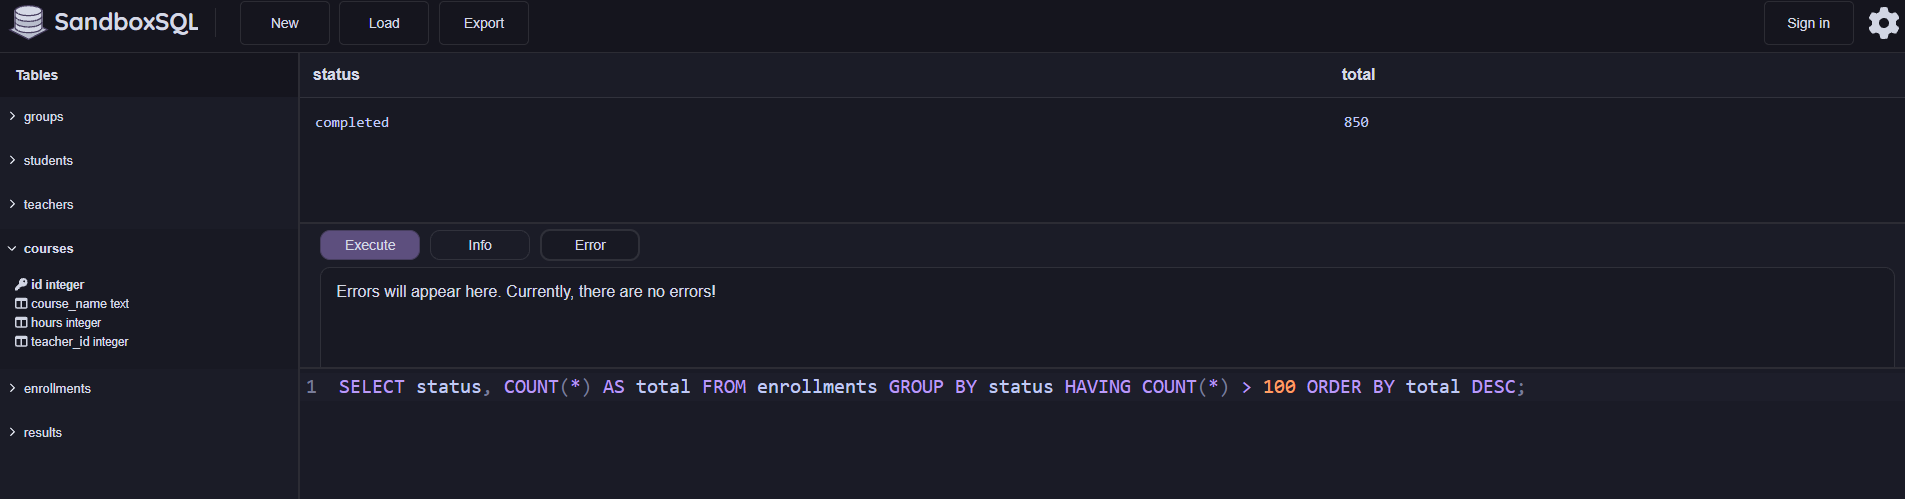 SandboxSQL New Load Export Sign in
Tables
groups
students
teachers
courses
id integer
course_name text
hours integer
teacher_id integer
enrollments
results
status total
completed 850
Execute Info Error
Errors will appear here. Currently, there are no errors!
1 SELECT status, COUNT(*) AS total FROM enrollments GROUP BY status HAVING COUNT(*) > 100 ORDER BY total DESC;